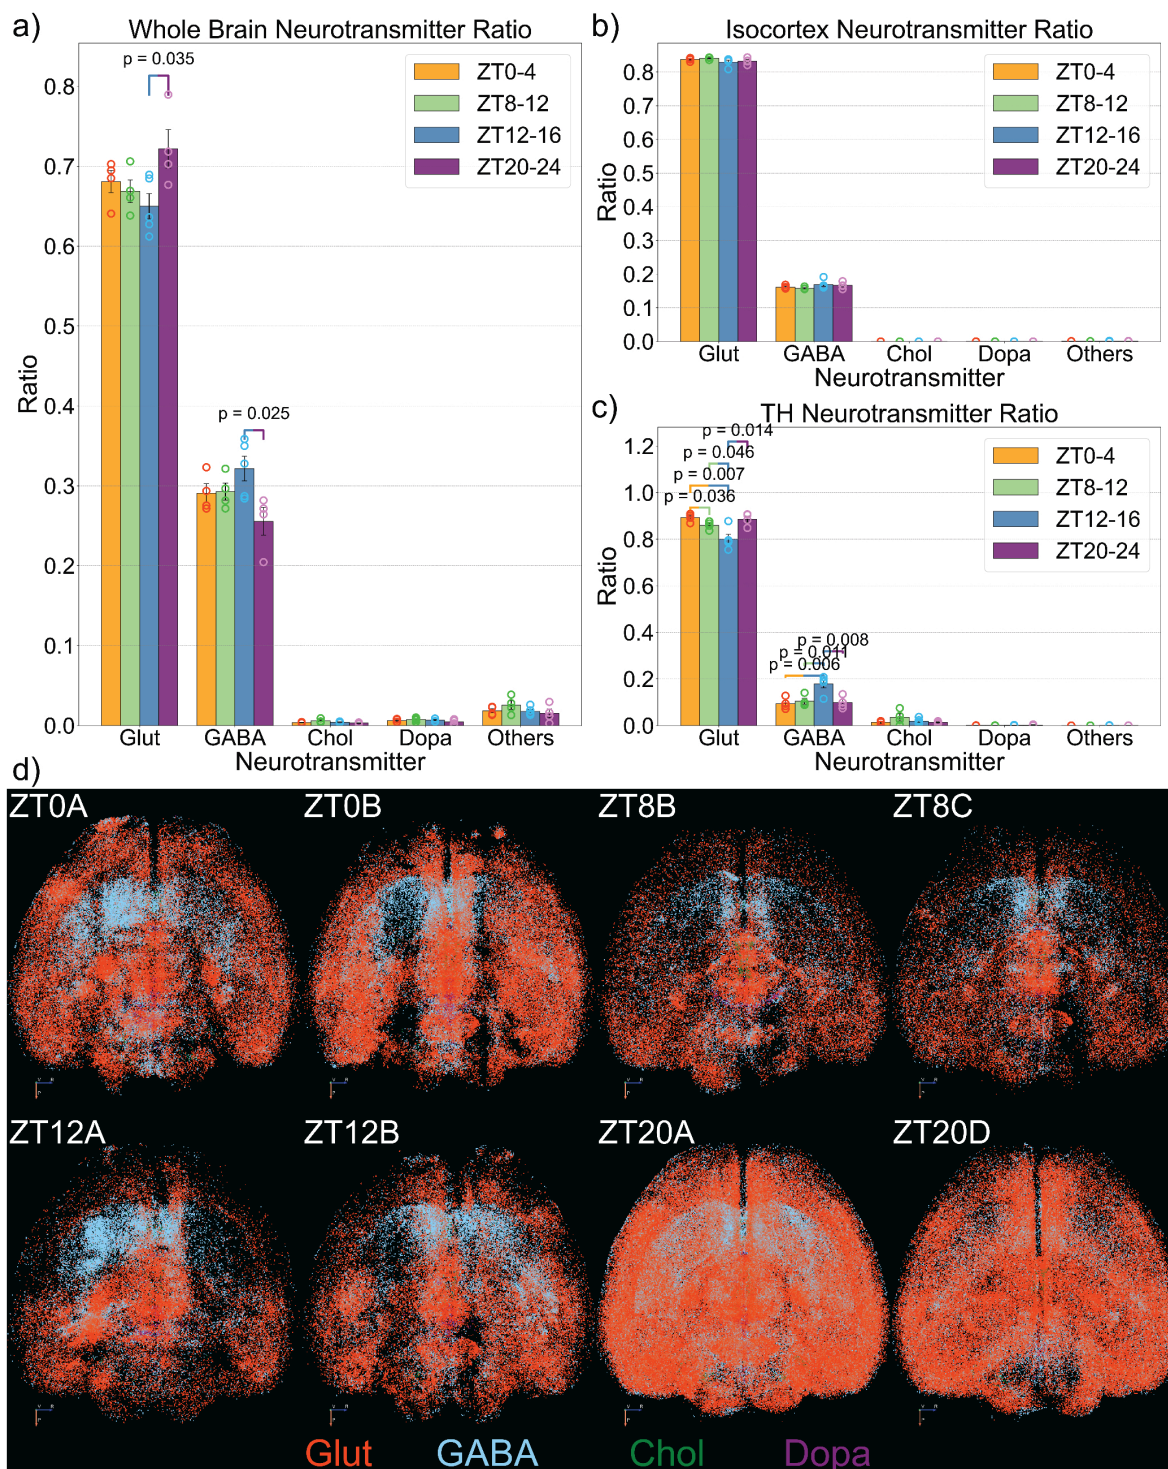 a)
Whole Brain Neurotransmitter Ratio
p = 0.035
ZT0-4
ZT8-12
ZT12-16
ZT20-24
0.8
0.7
0.6
0.5
0.4
0.3
0.2
0.1
0.0
Ratio
p = 0.025
Glut GABA Chol Dopa Others
Neurotransmitter
b)
Isocortex Neurotransmitter Ratio
ZT0-4
ZT8-12
ZT12-16
ZT20-24
0.8
0.7
0.6
0.5
0.4
0.3
0.2
0.1
0.0
Ratio
Glut GABA Chol Dopa Others
Neurotransmitter
c)
TH Neurotransmitter Ratio
p = 0.014
p = 0.046
p = 0.007
p = 0.036
ZT0-4
ZT8-12
ZT12-16
ZT20-24
1.2
1.0
0.8
0.6
0.4
0.2
0.0
Ratio
p = 0.008
p = 0.011
p = 0.006
Glut GABA Chol Dopa Others
Neurotransmitter
d)
ZT0A ZT0B ZT8B ZT8C
ZT12A ZT12B ZT20A ZT20D
Glut GABA Chol Dopa